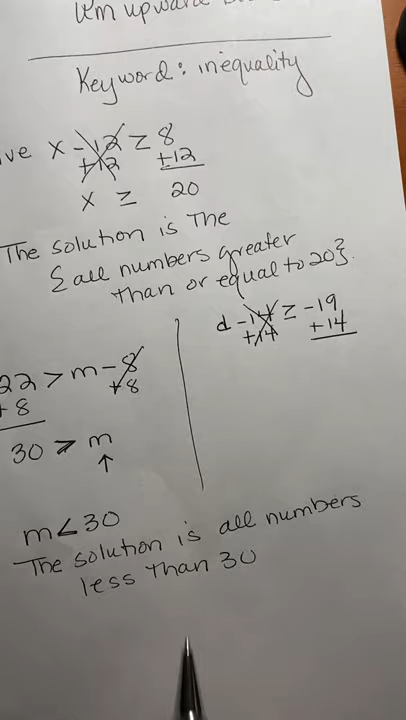 Keyword: inequality
x - 12 ≥ 8
+12 +12
x ≥ 20
The solution is the
{all numbers greater
than or equal to 20}.
d - 14 ≥ -19
+14 +14
22 > m - 8
+8 +8
30 > m
↑
m < 30
The solution is all numbers
less than 30